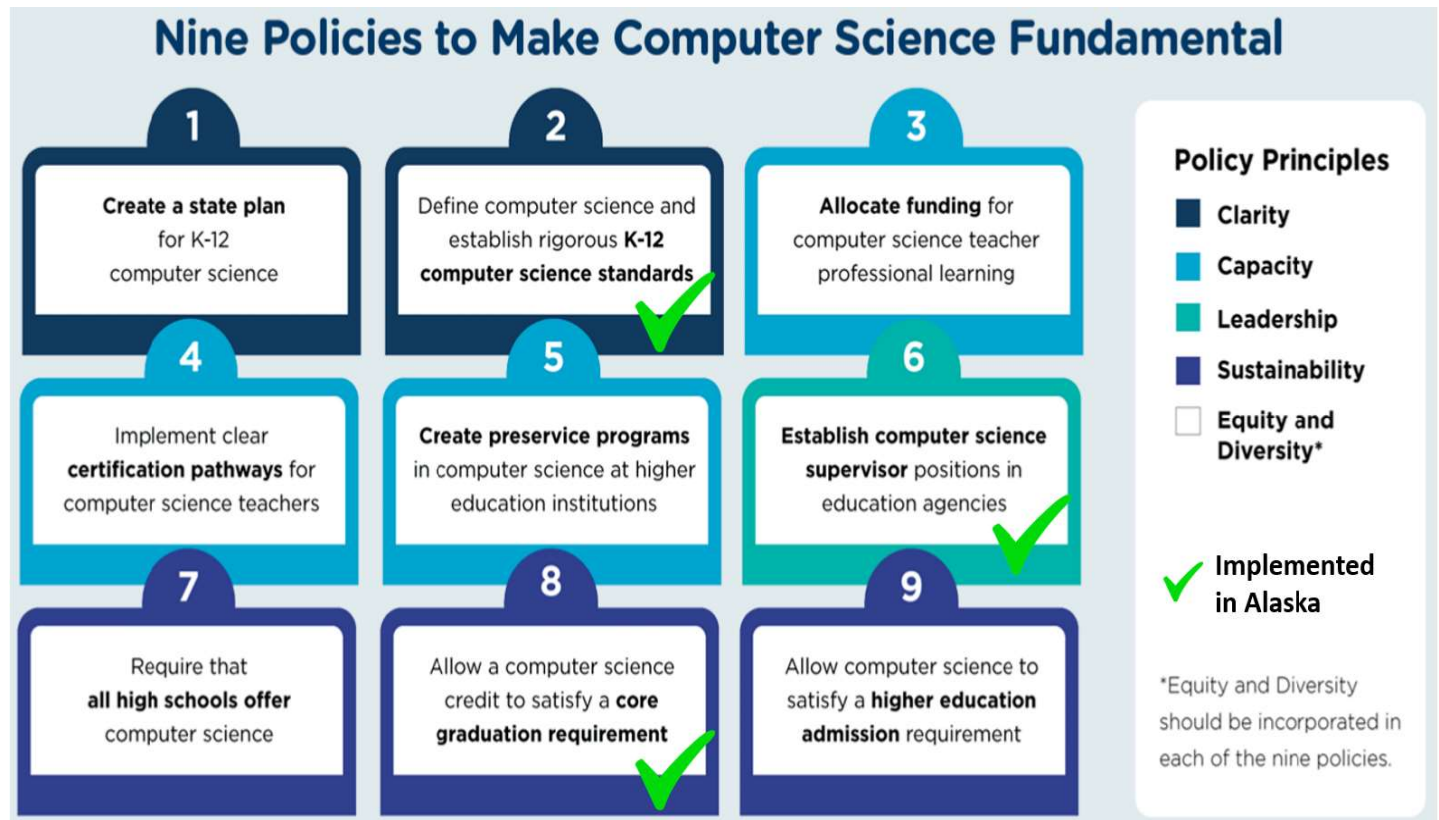 Nine Policies to Make Computer Science Fundamental
1
Create a state plan
for K-12
computer science
2
Define computer science and
establish rigorous K-12
computer science standards
3
Allocate funding for
computer science teacher
professional learning
4
Implement clear
certification pathways for
computer science teachers
5
Create preservice programs
in computer science at higher
education institutions
6
Establish computer science
supervisor positions in
education agencies
7
Require that
all high schools offer
computer science
8
Allow a computer science
credit to satisfy a core
graduation requirement
9
Allow computer science to
satisfy a higher education
admission requirement
Policy Principles
Clarity
Capacity
Leadership
Sustainability
Equity and
Diversity*
Implemented
in Alaska
*Equity and Diversity
should be incorporated in
each of the nine policies.